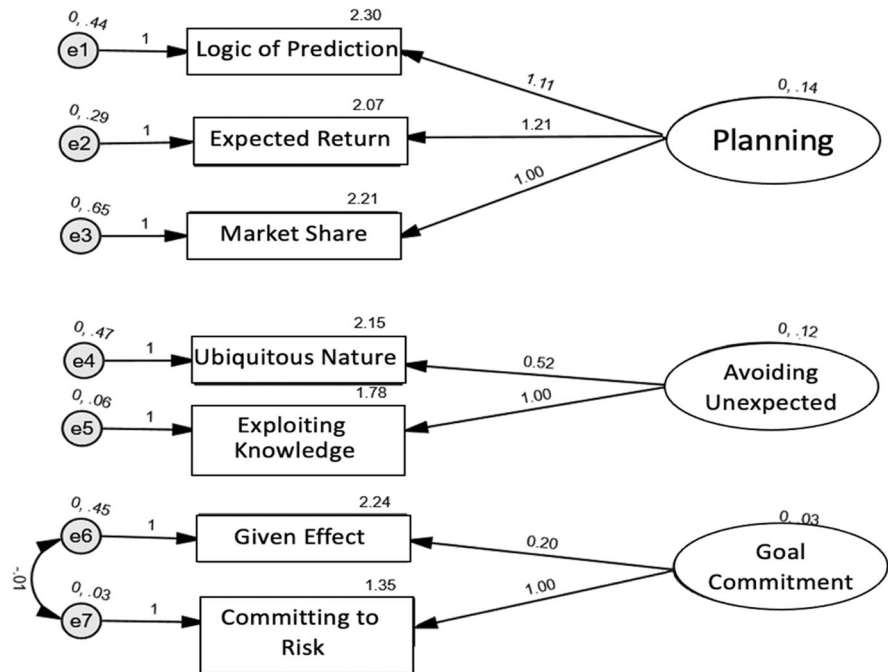 0, .44
e1
1
2.30
Logic of Prediction
1.11
0, .14
Planning
0, .29
e2
1
2.07
Expected Return
1.21
0, .65
e3
1
2.21
Market Share
1.00
0, .47
e4
1
2.15
Ubiquitous Nature
0.52
0, .12
Avoiding
Unexpected
0, .06
e5
1
1.78
Exploiting
Knowledge
1.00
0, .45
e6
1
2.24
Given Effect
0.20
0, .03
Goal
Commitment
-.01
0, .03
e7
1
1.35
Committing to
Risk
1.00